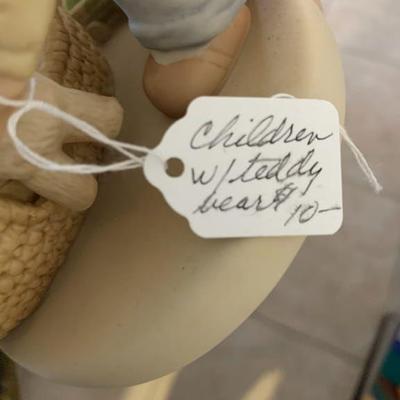 children
w/ teddy
bear $ 10-